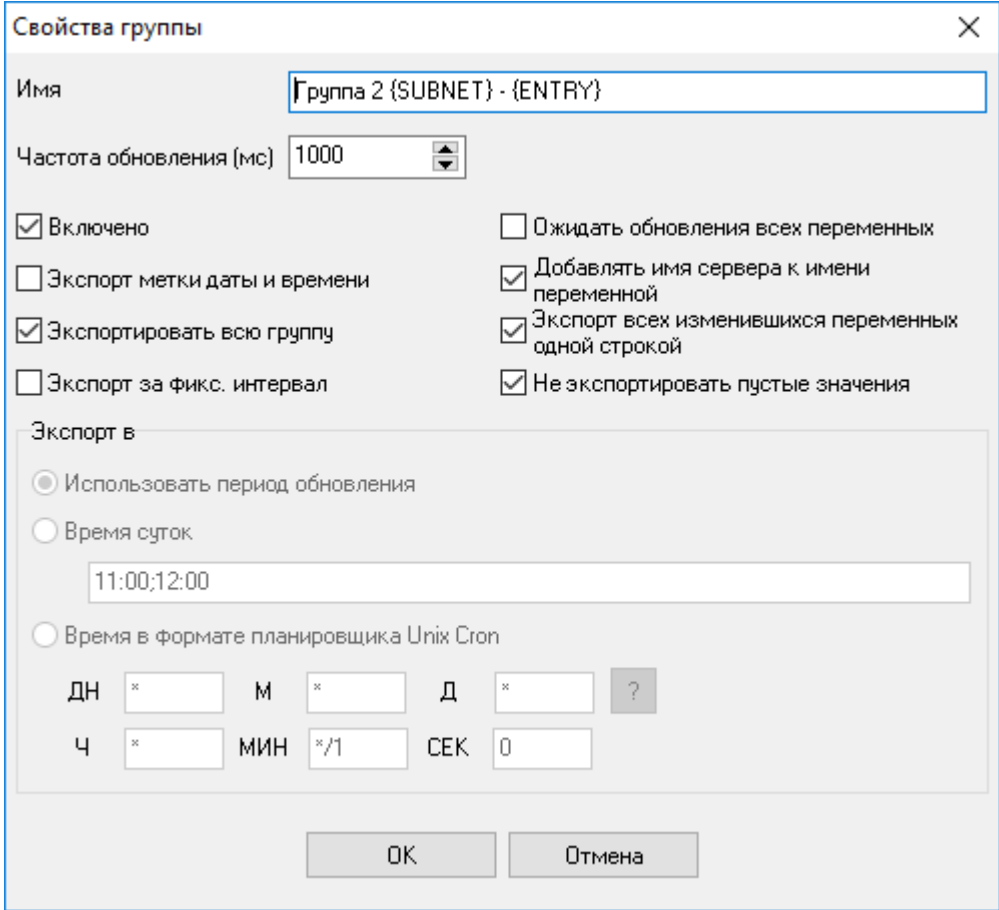 Свойства группы
Имя
Группа 2 {SUBNET} - {ENTRY}
Частота обновления (мс)
1000
Включено
Ожидать обновления всех переменных
Экспорт метки даты и времени
Добавлять имя сервера к имени
переменной
Экспортировать всю группу
Экспорт всех изменившихся переменных
одной строкой
Экспорт за фикс. интервал
Не экспортировать пустые значения
Экспорт в
Использовать период обновления
Время суток
11:00;12:00
Время в формате планировщика Unix Cron
ДН * М * Д * ?
Ч * МИН */1 СЕК 0
OK Отмена